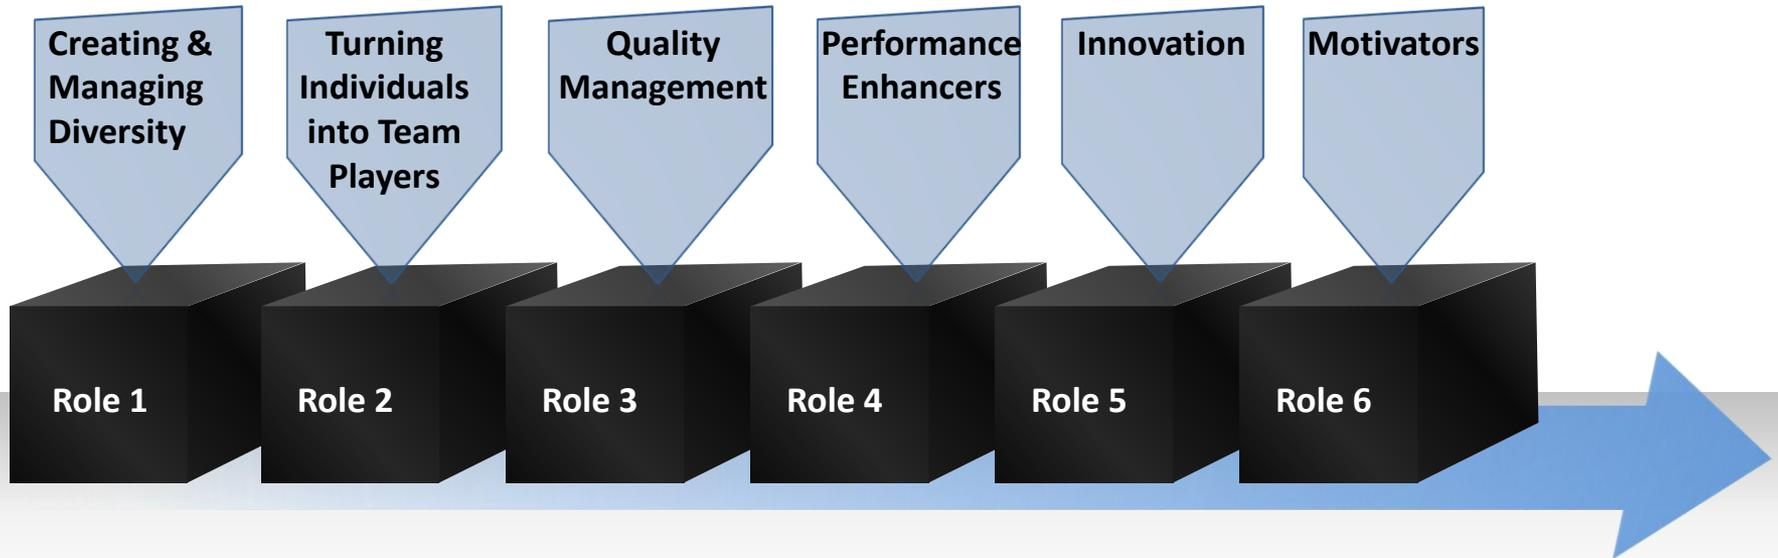 Creating &
Managing
Diversity
Turning
Individuals
into Team
Players
Quality
Management
Performance
Enhancers
Innovation
Motivators
Role 1
Role 2
Role 3
Role 4
Role 5
Role 6